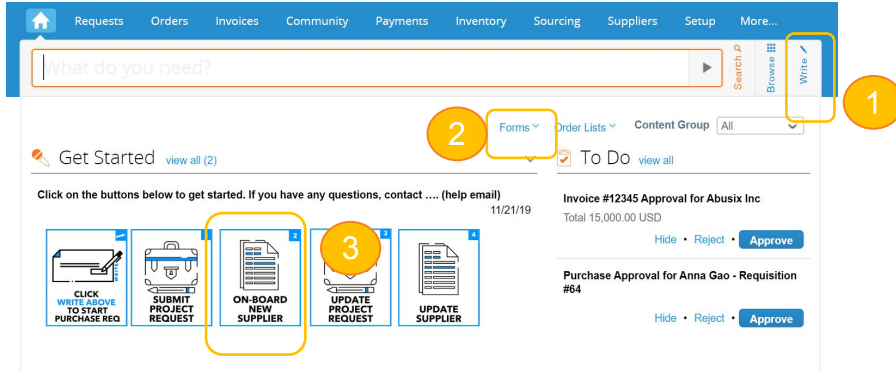 Requests Orders Invoices Community Payments Inventory Sourcing Suppliers Setup More...
What do you need?
Search
Browse
Write
1
2
Forms Order Lists Content Group All
Get Started view all (2)
To Do view all
Click on the buttons below to get started. If you have any questions, contact .... (help email)
11/21/19
CLICK
WRITE ABOVE
TO START
PURCHASE REQ
WRITE
SUBMIT
PROJECT
REQUEST
2
ON-BOARD
NEW
SUPPLIER
3
3
UPDATE
PROJECT
REQUEST
4
UPDATE
SUPPLIER
Invoice #12345 Approval for Abusix Inc
Total 15,000.00 USD
Hide • Reject • Approve
Purchase Approval for Anna Gao - Requisition
#64
Hide • Reject • Approve